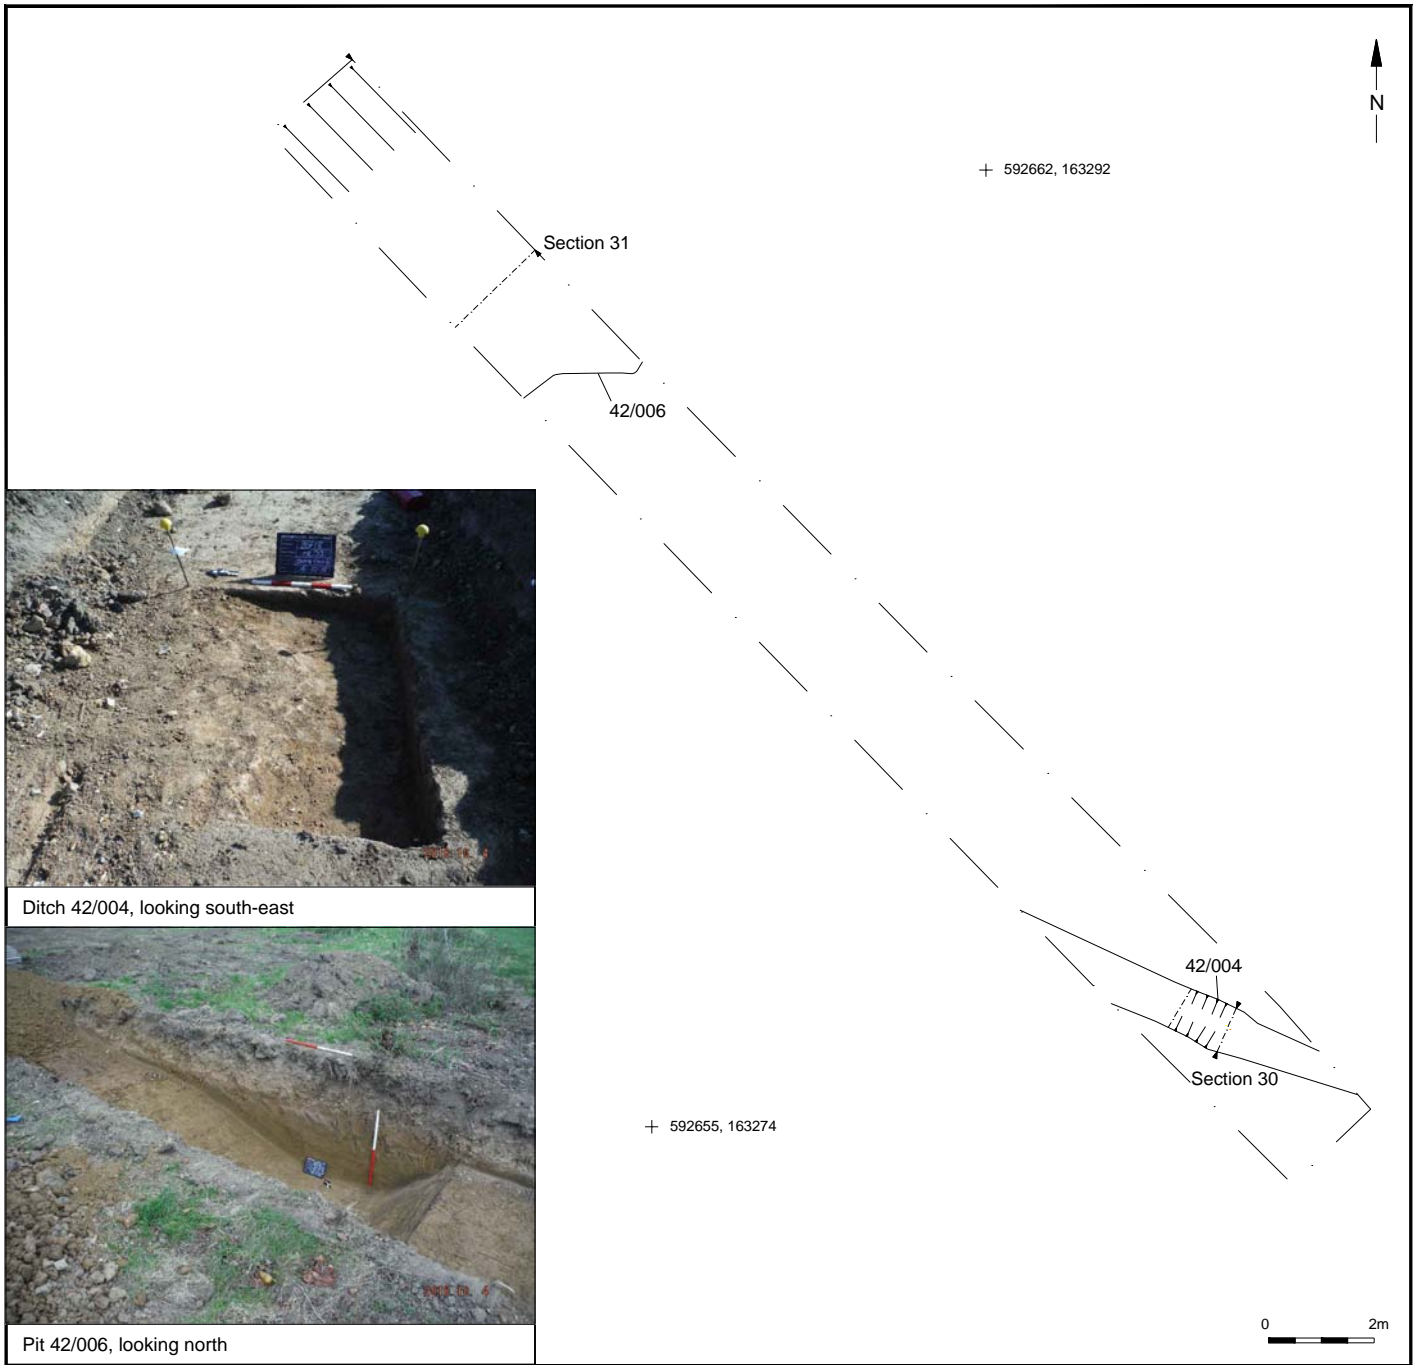 N
592662, 163292
Section 31
42/006
Ditch 42/004, looking south-east
42/004
Section 30
592655, 163274
Pit 42/006, looking north
0 2m